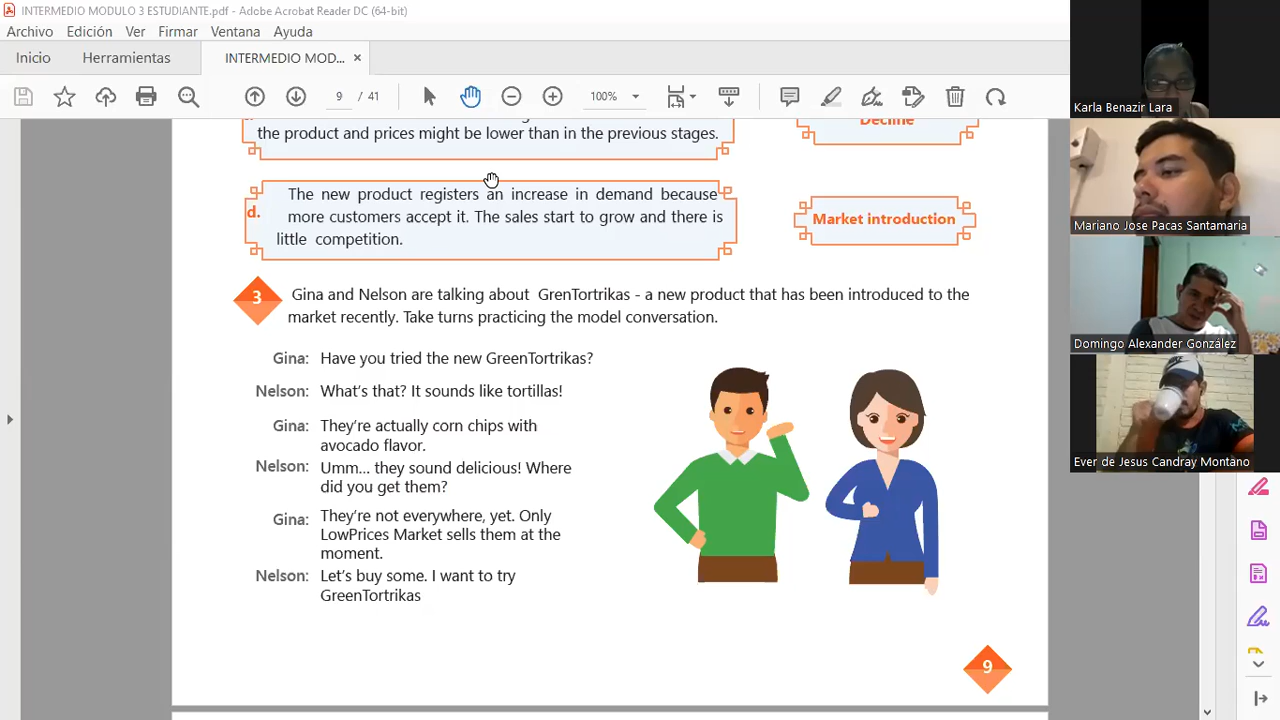 INTERMEDIO MODULO 3 ESTUDIANTE.pdf - Adobe Acrobat Reader DC (64-bit)
Archivo Edición Ver Firmar Ventana Ayuda
Inicio Herramientas INTERMEDIO MOD... ×
9 / 41 100%
the product and prices might be lower than in the previous stages.
Decline
d. The new product registers an increase in demand because
more customers accept it. The sales start to grow and there is
little competition.
Market introduction
3 Gina and Nelson are talking about GrenTortrikas - a new product that has been introduced to the
market recently. Take turns practicing the model conversation.
Gina: Have you tried the new GreenTortrikas?
Nelson: What's that? It sounds like tortillas!
Gina: They're actually corn chips with
avocado flavor.
Nelson: Umm... they sound delicious! Where
did you get them?
Gina: They're not everywhere, yet. Only
LowPrices Market sells them at the
moment.
Nelson: Let's buy some. I want to try
GreenTortrikas
9
Karla Benazir Lara
Mariano Jose Pacas Santamaria
Domingo Alexander González
Ever de Jesus Candray Montano